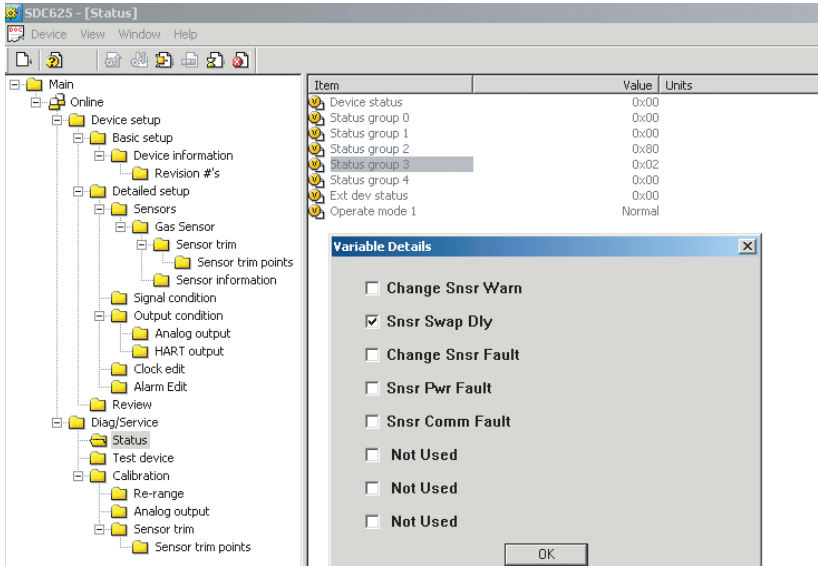 SDC625 - [Status]
Device View Window Help
Main
Online
Device setup
Basic setup
Device information
Revision #'s
Detailed setup
Sensors
Gas Sensor
Sensor trim
Sensor trim points
Sensor information
Signal condition
Output condition
Analog output
HART output
Clock edit
Alarm Edit
Review
Diag/Service
Status
Test device
Calibration
Re-range
Analog output
Sensor trim
Sensor trim points
Item Value Units
Device status 0x00
Status group 0 0x00
Status group 1 0x00
Status group 2 0x80
Status group 3 0x02
Status group 4 0x00
Ext dev status 0x00
Operate mode 1 Normal
Variable Details
Change Snsr Warn
Snsr Swap Dly
Change Snsr Fault
Snsr Pwr Fault
Snsr Comm Fault
Not Used
Not Used
Not Used
OK